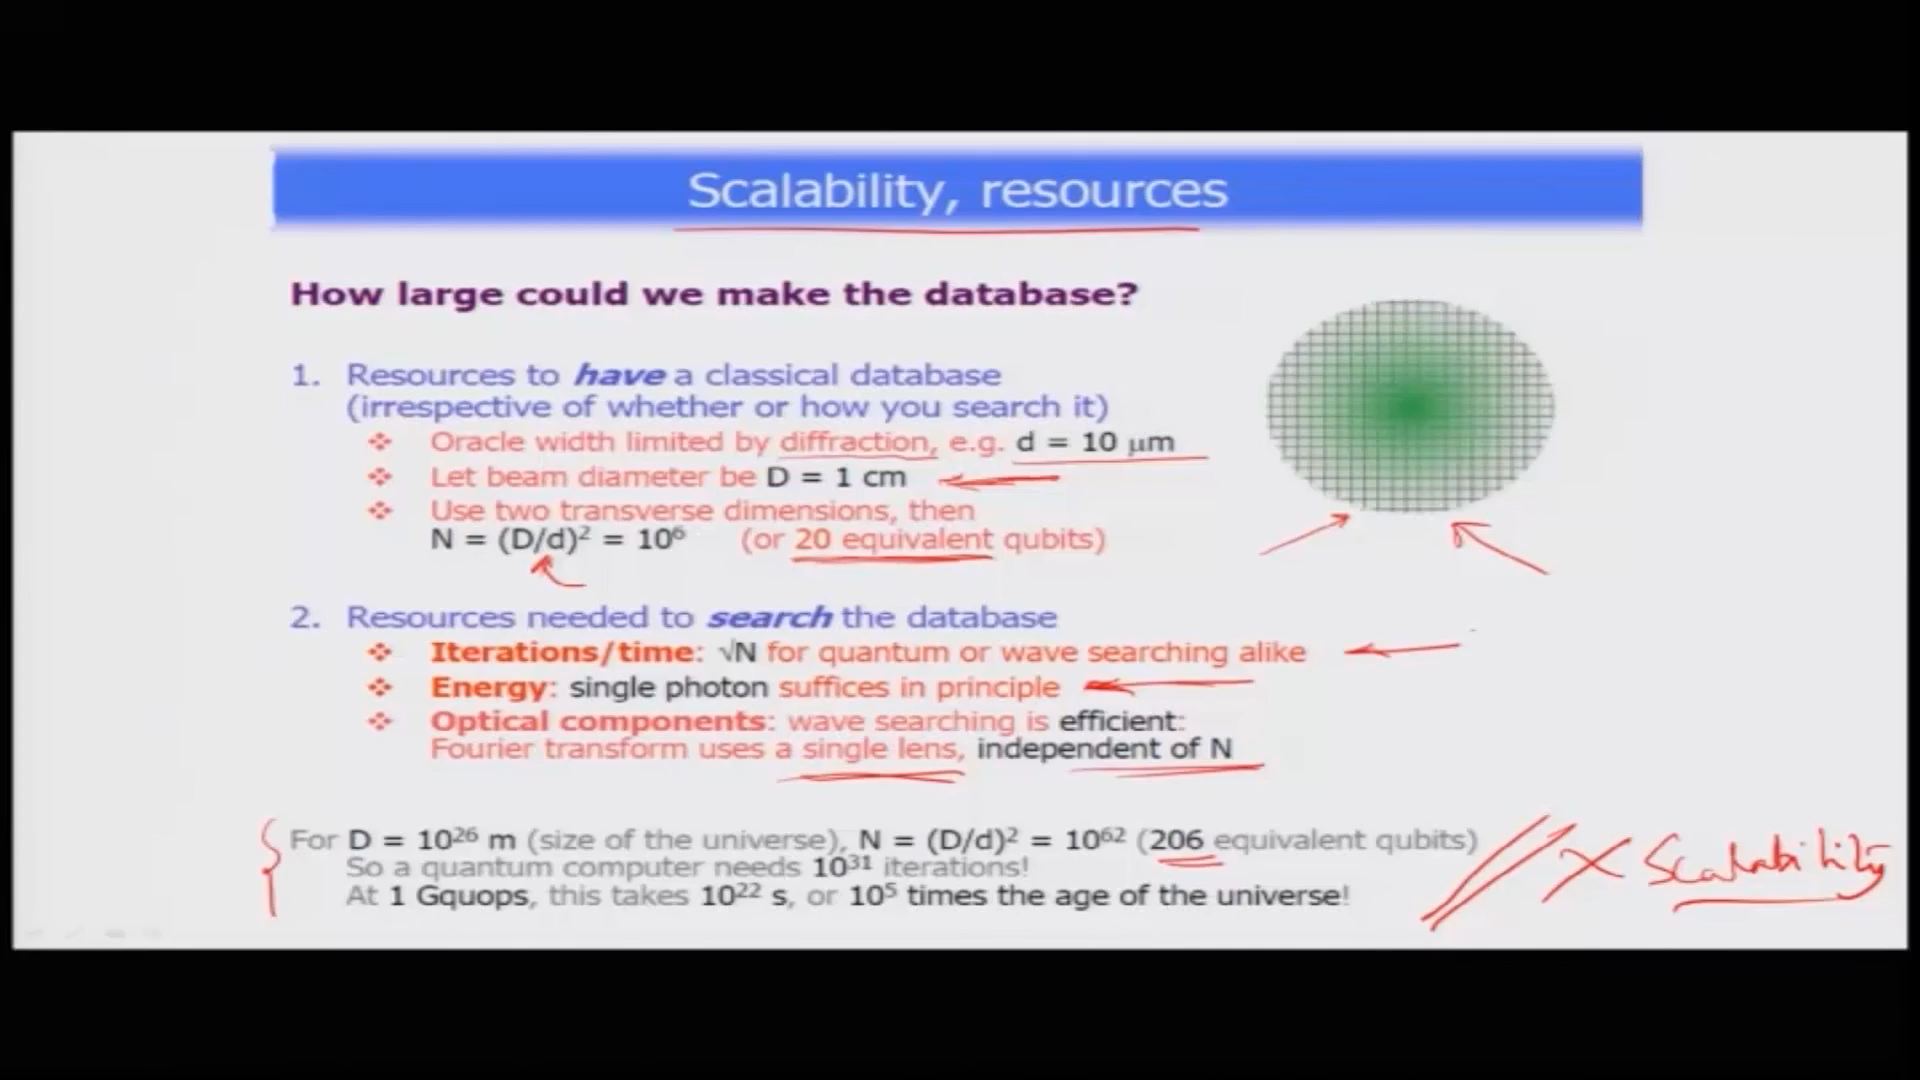 Scalability, resources
How large could we make the database?
1. Resources to have a classical database
(irrespective of whether or how you search it)
❖ Oracle width limited by diffraction, e.g. d = 10 μm
❖ Let beam diameter be D = 1 cm
❖ Use two transverse dimensions, then
N = (D/d)² = 10⁶ (or 20 equivalent qubits)
2. Resources needed to search the database
❖ Iterations/time: √N for quantum or wave searching alike
❖ Energy: single photon suffices in principle
❖ Optical components: wave searching is efficient:
Fourier transform uses a single lens, independent of N
For D = 10²⁶ m (size of the universe), N = (D/d)² = 10⁶² (206 equivalent qubits)
So a quantum computer needs 10³¹ iterations!
At 1 Gquops, this takes 10²² s, or 10⁵ times the age of the universe!
X Scalability